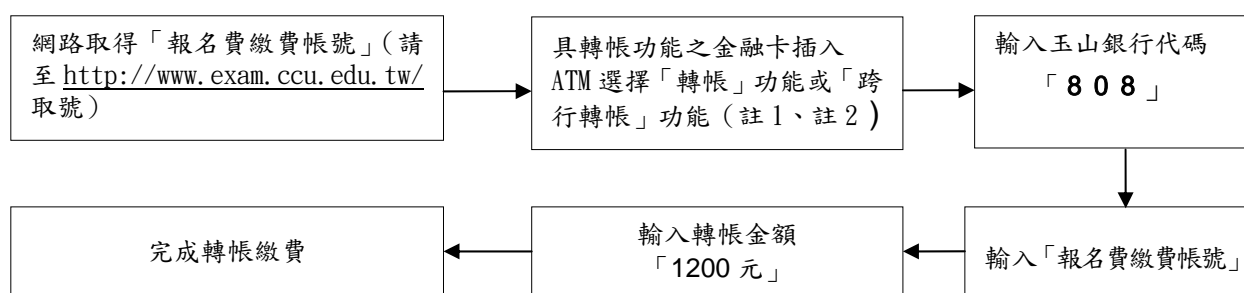 網路取得「報名費繳費帳號」(請
至 http://www.exam.ccu.edu.tw/
取號)
具轉帳功能之金融卡插入
ATM 選擇「轉帳」功能或「跨
行轉帳」功能（註 1、註 2 )
輸入玉山銀行代碼
「８０８」
輸入「報名費繳費帳號」
輸入轉帳金額
「1200 元」
完成轉帳繳費